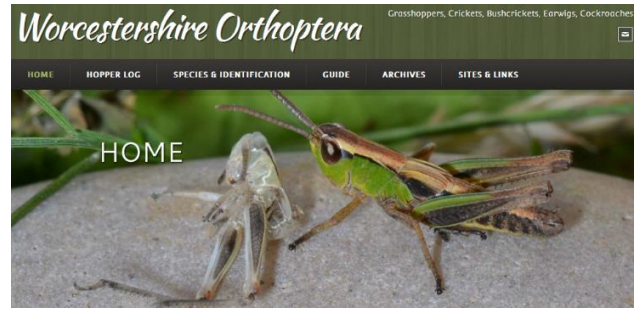 Worcestershire Orthoptera
Grasshoppers, Crickets, Bushcrickets, Earwigs, Cockroaches
HOME HOPPER LOG SPECIES & IDENTIFICATION GUIDE ARCHIVES SITES & LINKS
HOME